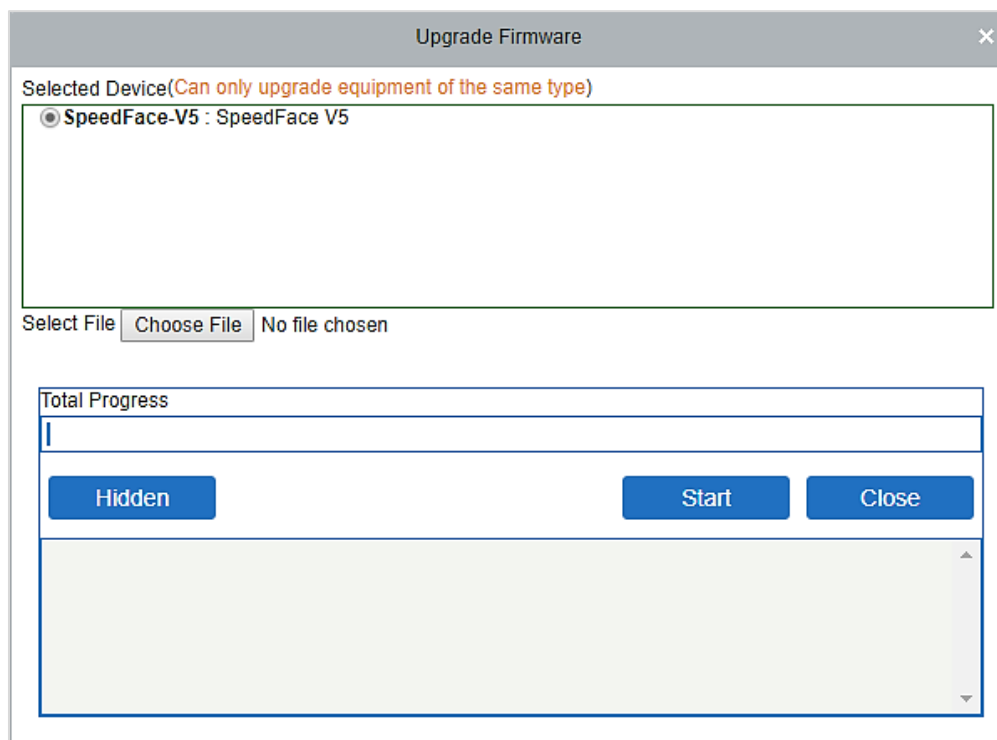 Upgrade Firmware ×
Selected Device(Can only upgrade equipment of the same type)
SpeedFace-V5 : SpeedFace V5
Select File Choose File No file chosen
Total Progress
Hidden Start Close